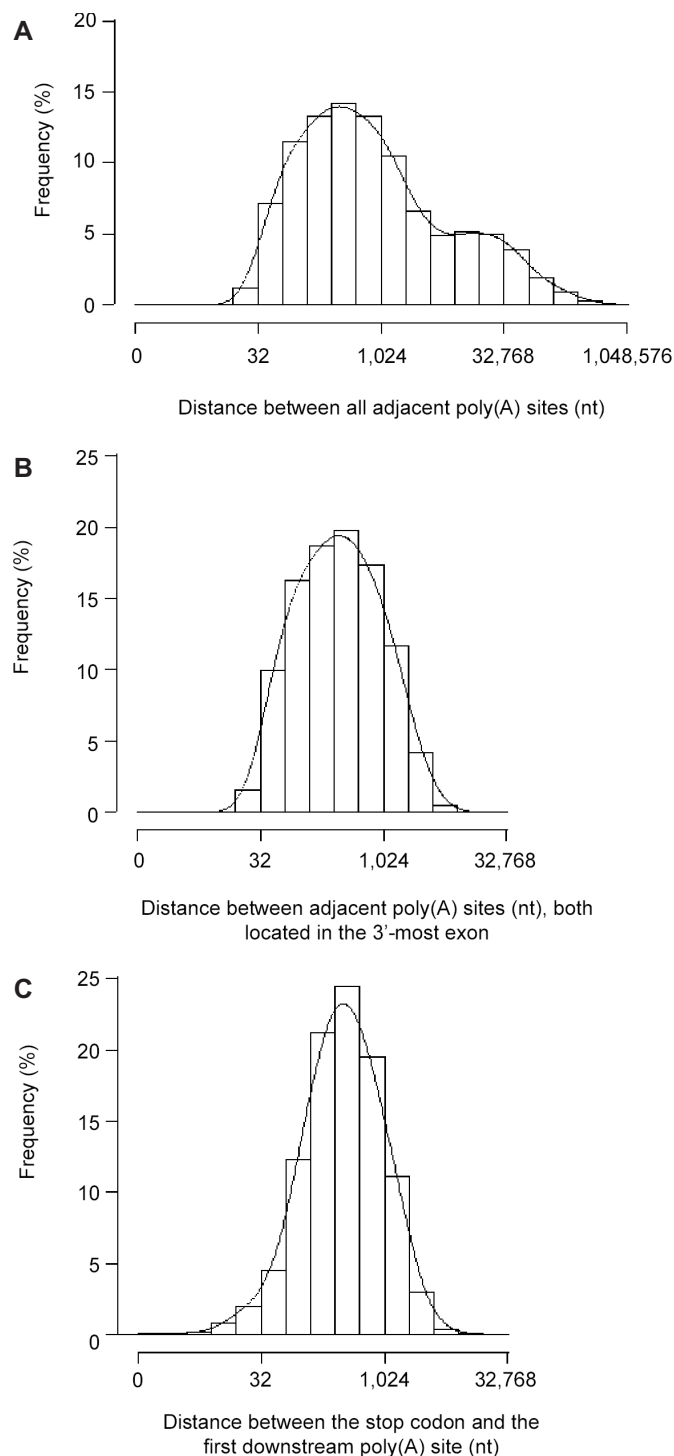 A
Frequency (%)
20
15
10
5
0
0 32 1,024 32,768 1,048,576
Distance between all adjacent poly(A) sites (nt)
B
Frequency (%)
25
20
15
10
5
0
0 32 1,024 32,768
Distance between adjacent poly(A) sites (nt), both
located in the 3'-most exon
C
Frequency (%)
25
20
15
10
5
0
0 32 1,024 32,768
Distance between the stop codon and the
first downstream poly(A) site (nt)